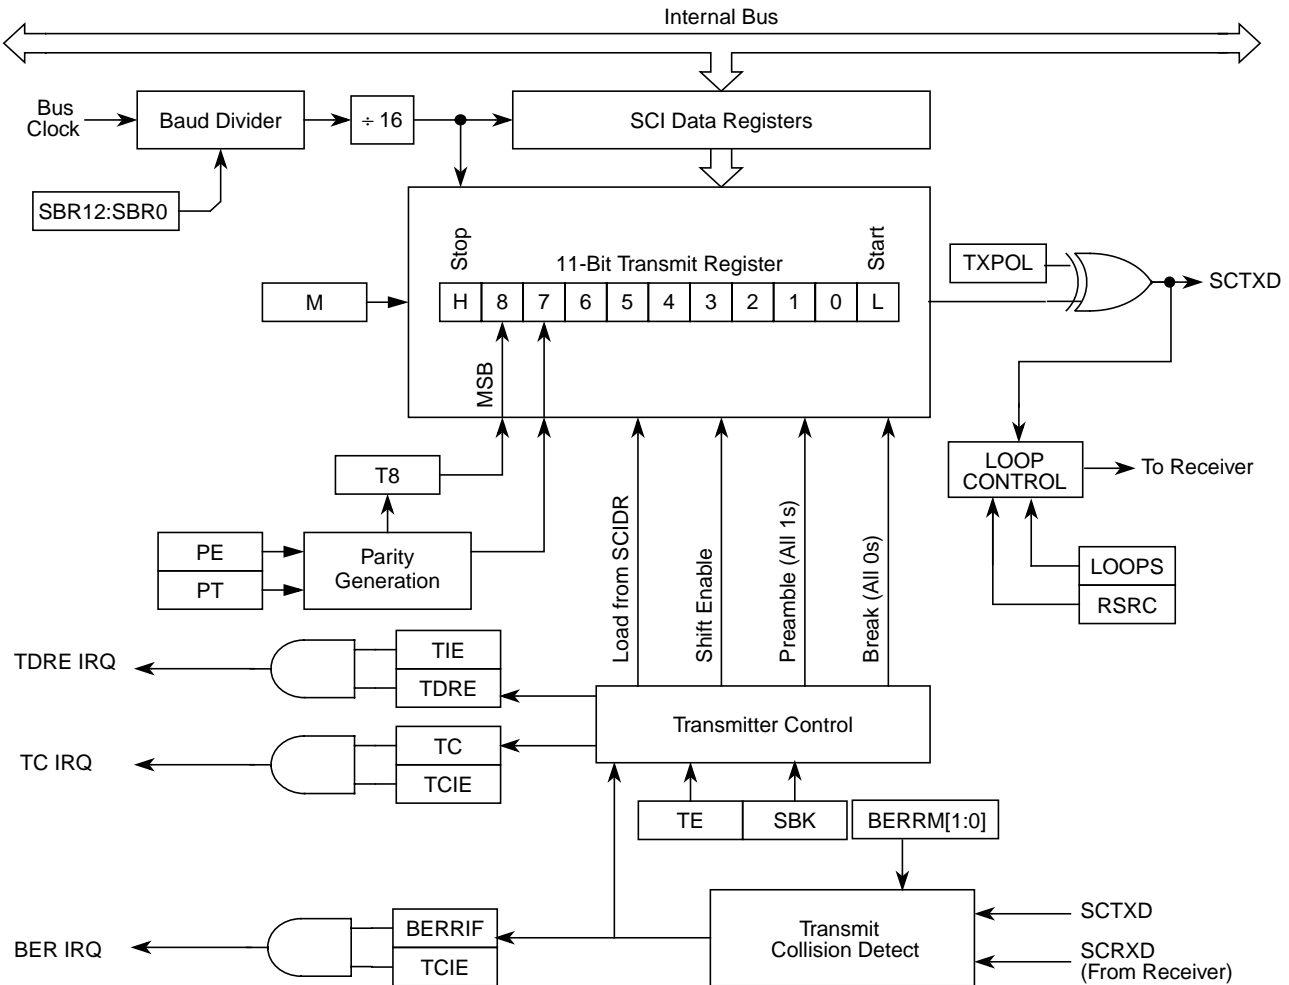 Internal Bus
Bus
Clock
Baud Divider
÷ 16
SCI Data Registers
SBR12:SBR0
Stop
11-Bit Transmit Register
Start
TXPOL
SCTXD
M
H 8 7 6 5 4 3 2 1 0 L
MSB
T8
LOOP
CONTROL
To Receiver
PE
PT
Parity
Generation
Load from SCIDR
Shift Enable
Preamble (All 1s)
Break (All 0s)
LOOPS
RSRC
TDRE IRQ
TIE
TDRE
Transmitter Control
TC IRQ
TC
TCIE
TE
SBK
BERRM[1:0]
BER IRQ
BERRIF
TCIE
Transmit
Collision Detect
SCTXD
SCRXD
(From Receiver)